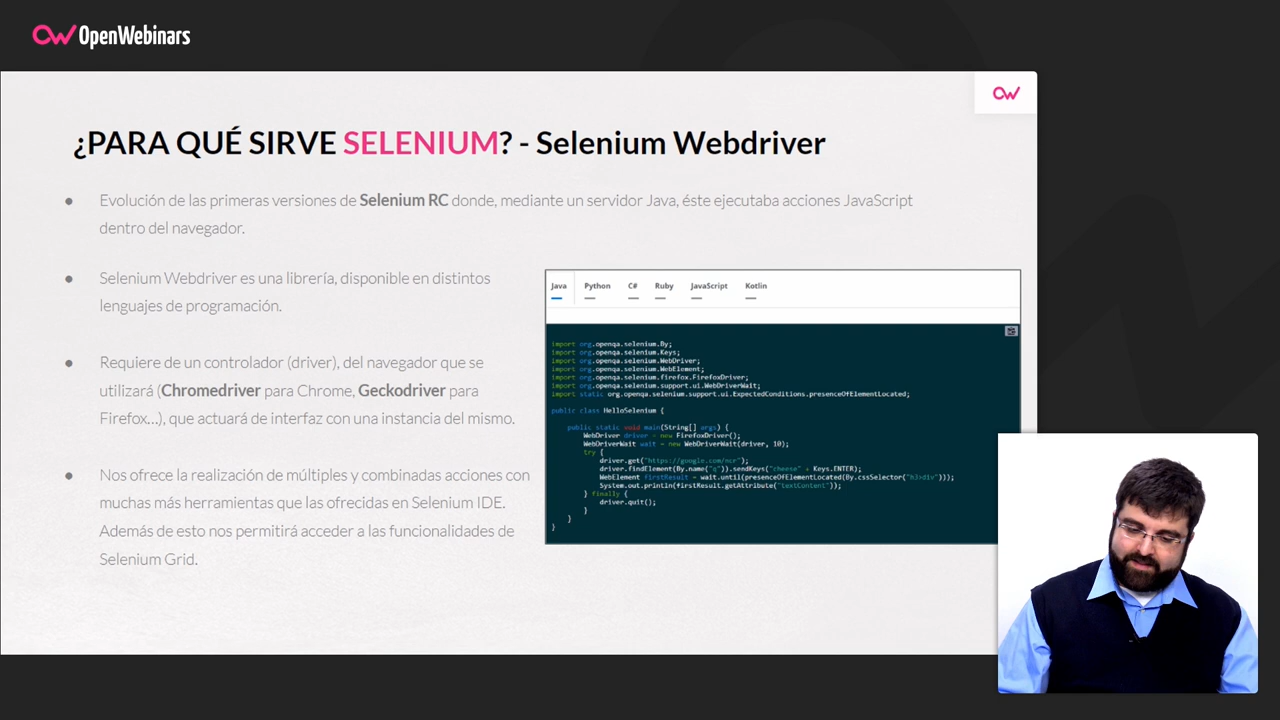 OpenWebinars
¿PARA QUÉ SIRVE SELENIUM? - Selenium Webdriver
Evolución de las primeras versiones de Selenium RC donde, mediante un servidor Java, éste ejecutaba acciones JavaScript
dentro del navegador.
Selenium Webdriver es una librería, disponible en distintos
lenguajes de programación.
Requiere de un controlador (driver), del navegador que se
utilizará (Chromedriver para Chrome, Geckodriver para
Fifox...), que actuará de interfaz con una instancia del mismo.
Nos ofrece la realización de múltiples y combinadas acciones con
muchas más herramientas que las ofrecidas en Selenium IDE.
Además de esto nos permitirá acceder a las funcionalidades de
Selenium Grid.
Java Python C# Ruby JavaScript Kotlin
import org.openqa.selenium.By;
import org.openqa.selenium.Keys;
import org.openqa.selenium.WebDriver;
import org.openqa.selenium.WebElement;
import org.openqa.selenium.firefox.FirefoxDriver;
import org.openqa.selenium.support.ui.WebDriverWait;
import static org.openqa.selenium.support.ui.ExpectedConditions.presenceOfElementLocated;
public class HelloSelenium {
public static void main(String[] args) {
WebDriver driver = new FirefoxDriver();
WebDriverWait wait = new WebDriverWait(driver, 10);
try {
driver.get("https://google.com/ncr");
driver.findElement(By.name("q")).sendKeys("cheese" + Keys.ENTER);
WebElement firstResult = wait.until(presenceOfElementLocated(By.cssSelector("h3>div")));
System.out.println(firstResult.getAttribute("textContent"));
} finally {
driver.quit();
}
}
}